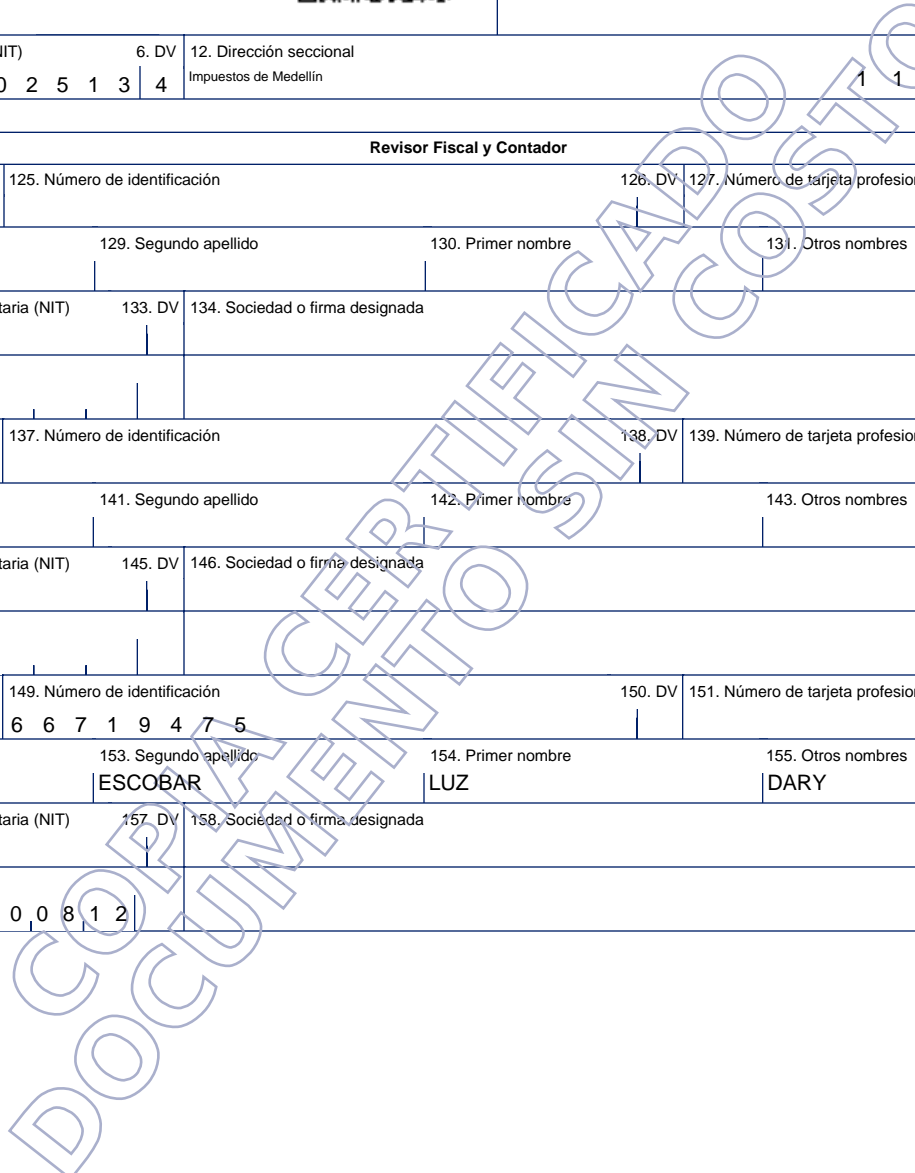 IT) 6. DV 12. Dirección seccional
0 2 5 1 3 4 Impuestos de Medellín 1 1
Revisor Fiscal y Contador
125. Número de identificación 126. DV 127. Número de tarjeta profesion
129. Segundo apellido 130. Primer nombre 131. Otros nombres
taria (NIT) 133. DV 134. Sociedad o firma designada
137. Número de identificación 138. DV 139. Número de tarjeta profesion
141. Segundo apellido 142. Primer nombre 143. Otros nombres
taria (NIT) 145. DV 146. Sociedad o firma designada
149. Número de identificación 150. DV 151. Número de tarjeta profesion
6 6 7 1 9 4 7 5
153. Segundo apellido 154. Primer nombre 155. Otros nombres
ESCOBAR LUZ DARY
taria (NIT) 157. DV 158. Sociedad o firma designada
0 0 8 1 2
COPIA CERTIFICADO
DOCUMENTO SIN COSTO